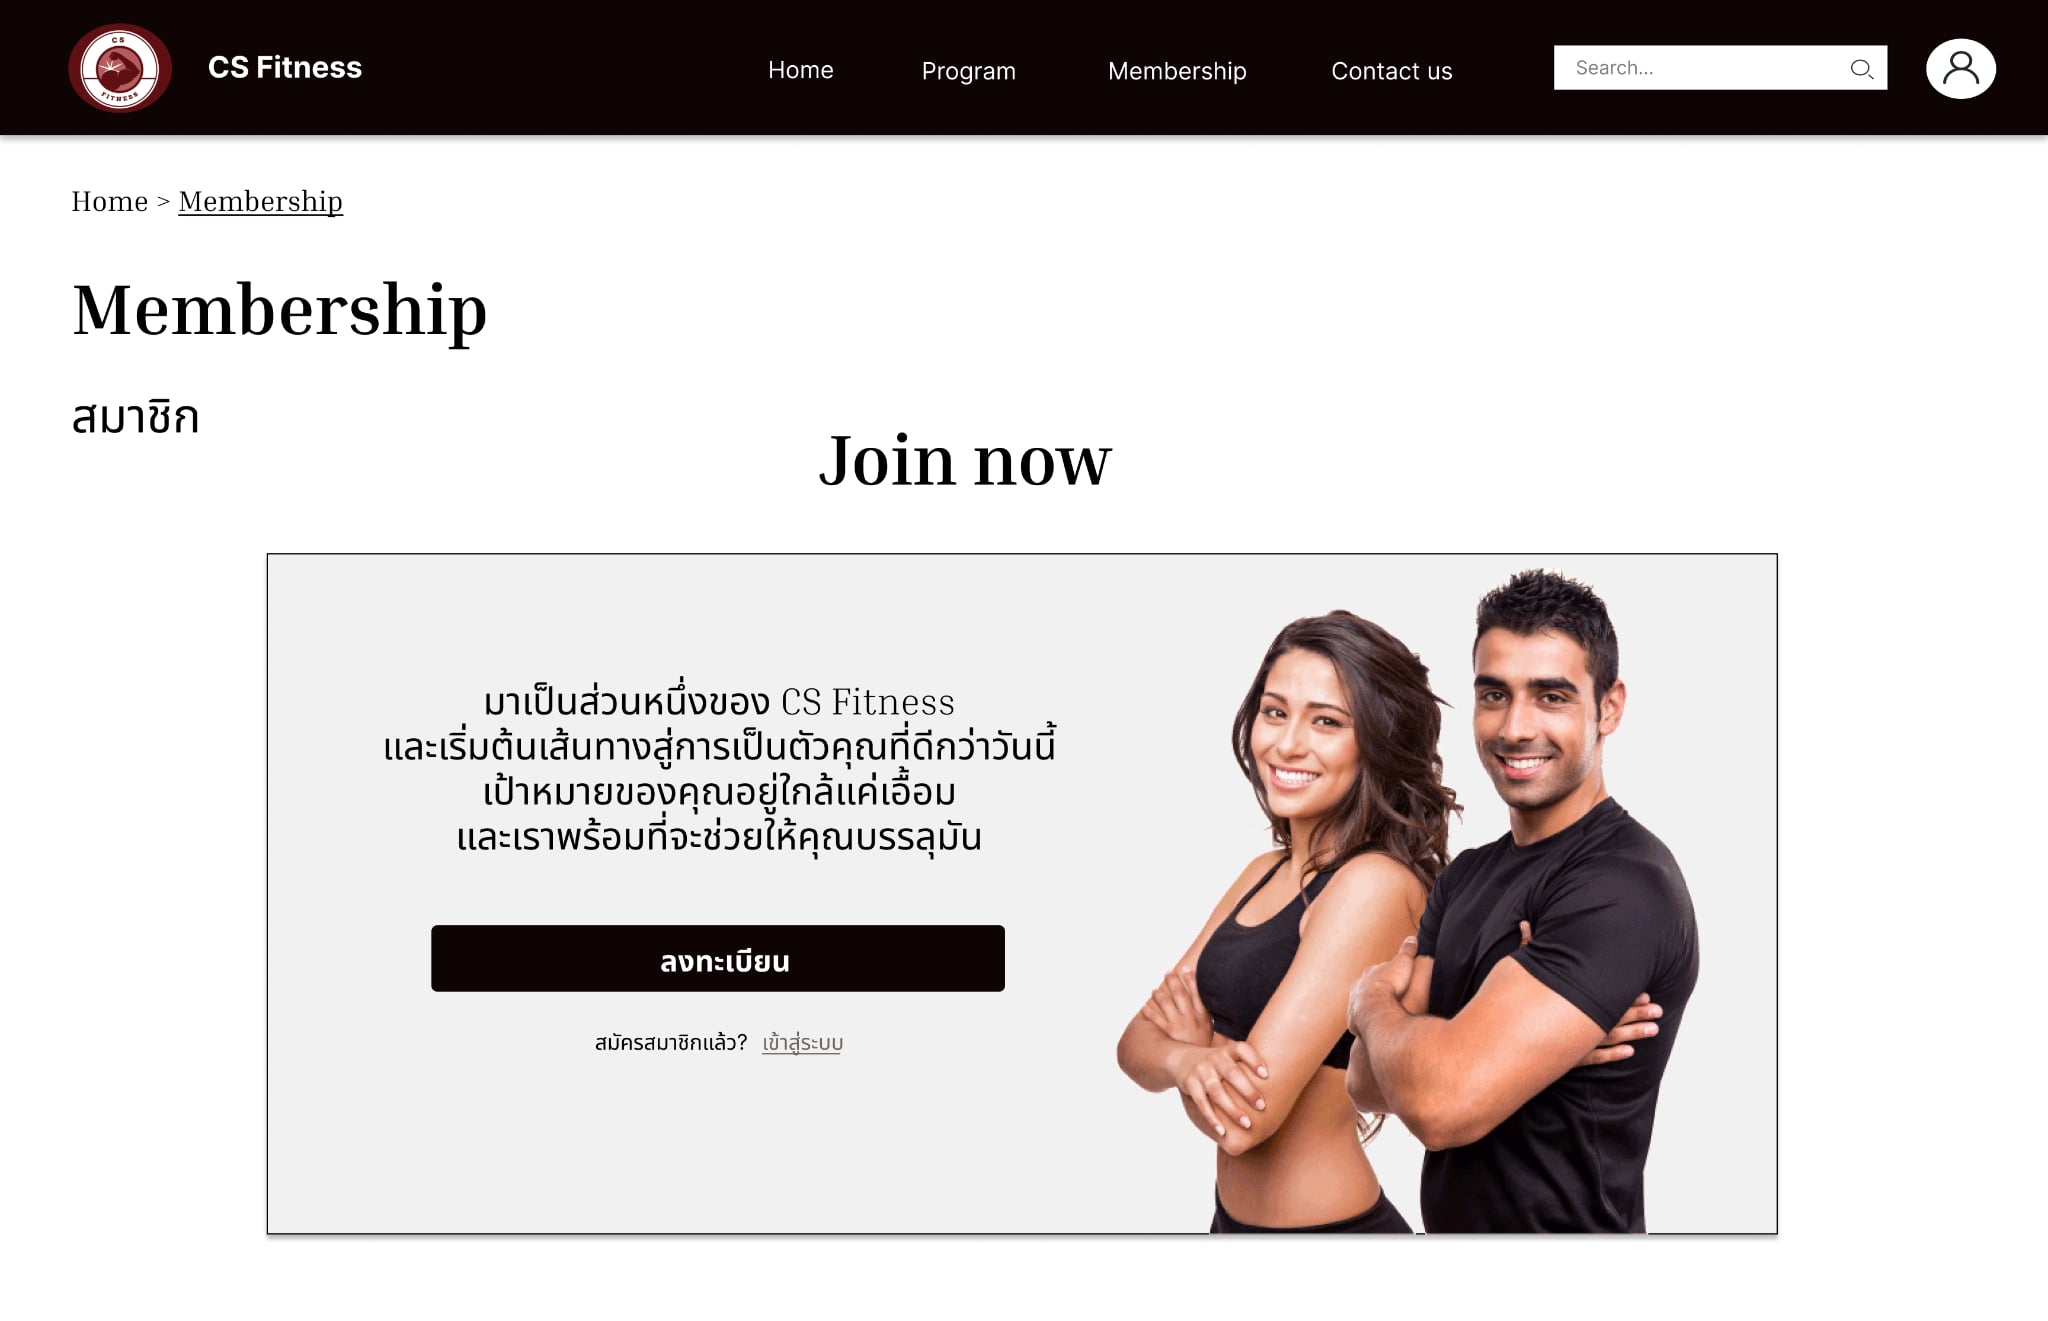 CS
FITNESS
CS Fitness
Home
Program
Membership
Contact us
Search...
Home > Membership
Membership
สมาชิก
Join now
มาเป็นส่วนหนึ่งของ CS Fitness
และเริ่มต้นเส้นทางสู่การเป็นตัวคุณที่ดีกว่าวันนี้
เป้าหมายของคุณอยู่ใกล้แค่เอื้อม
และเราพร้อมที่จะช่วยให้คุณบรรลุมัน
ลงทะเบียน
สมัครสมาชิกแล้ว? เข้าสู่ระบบ